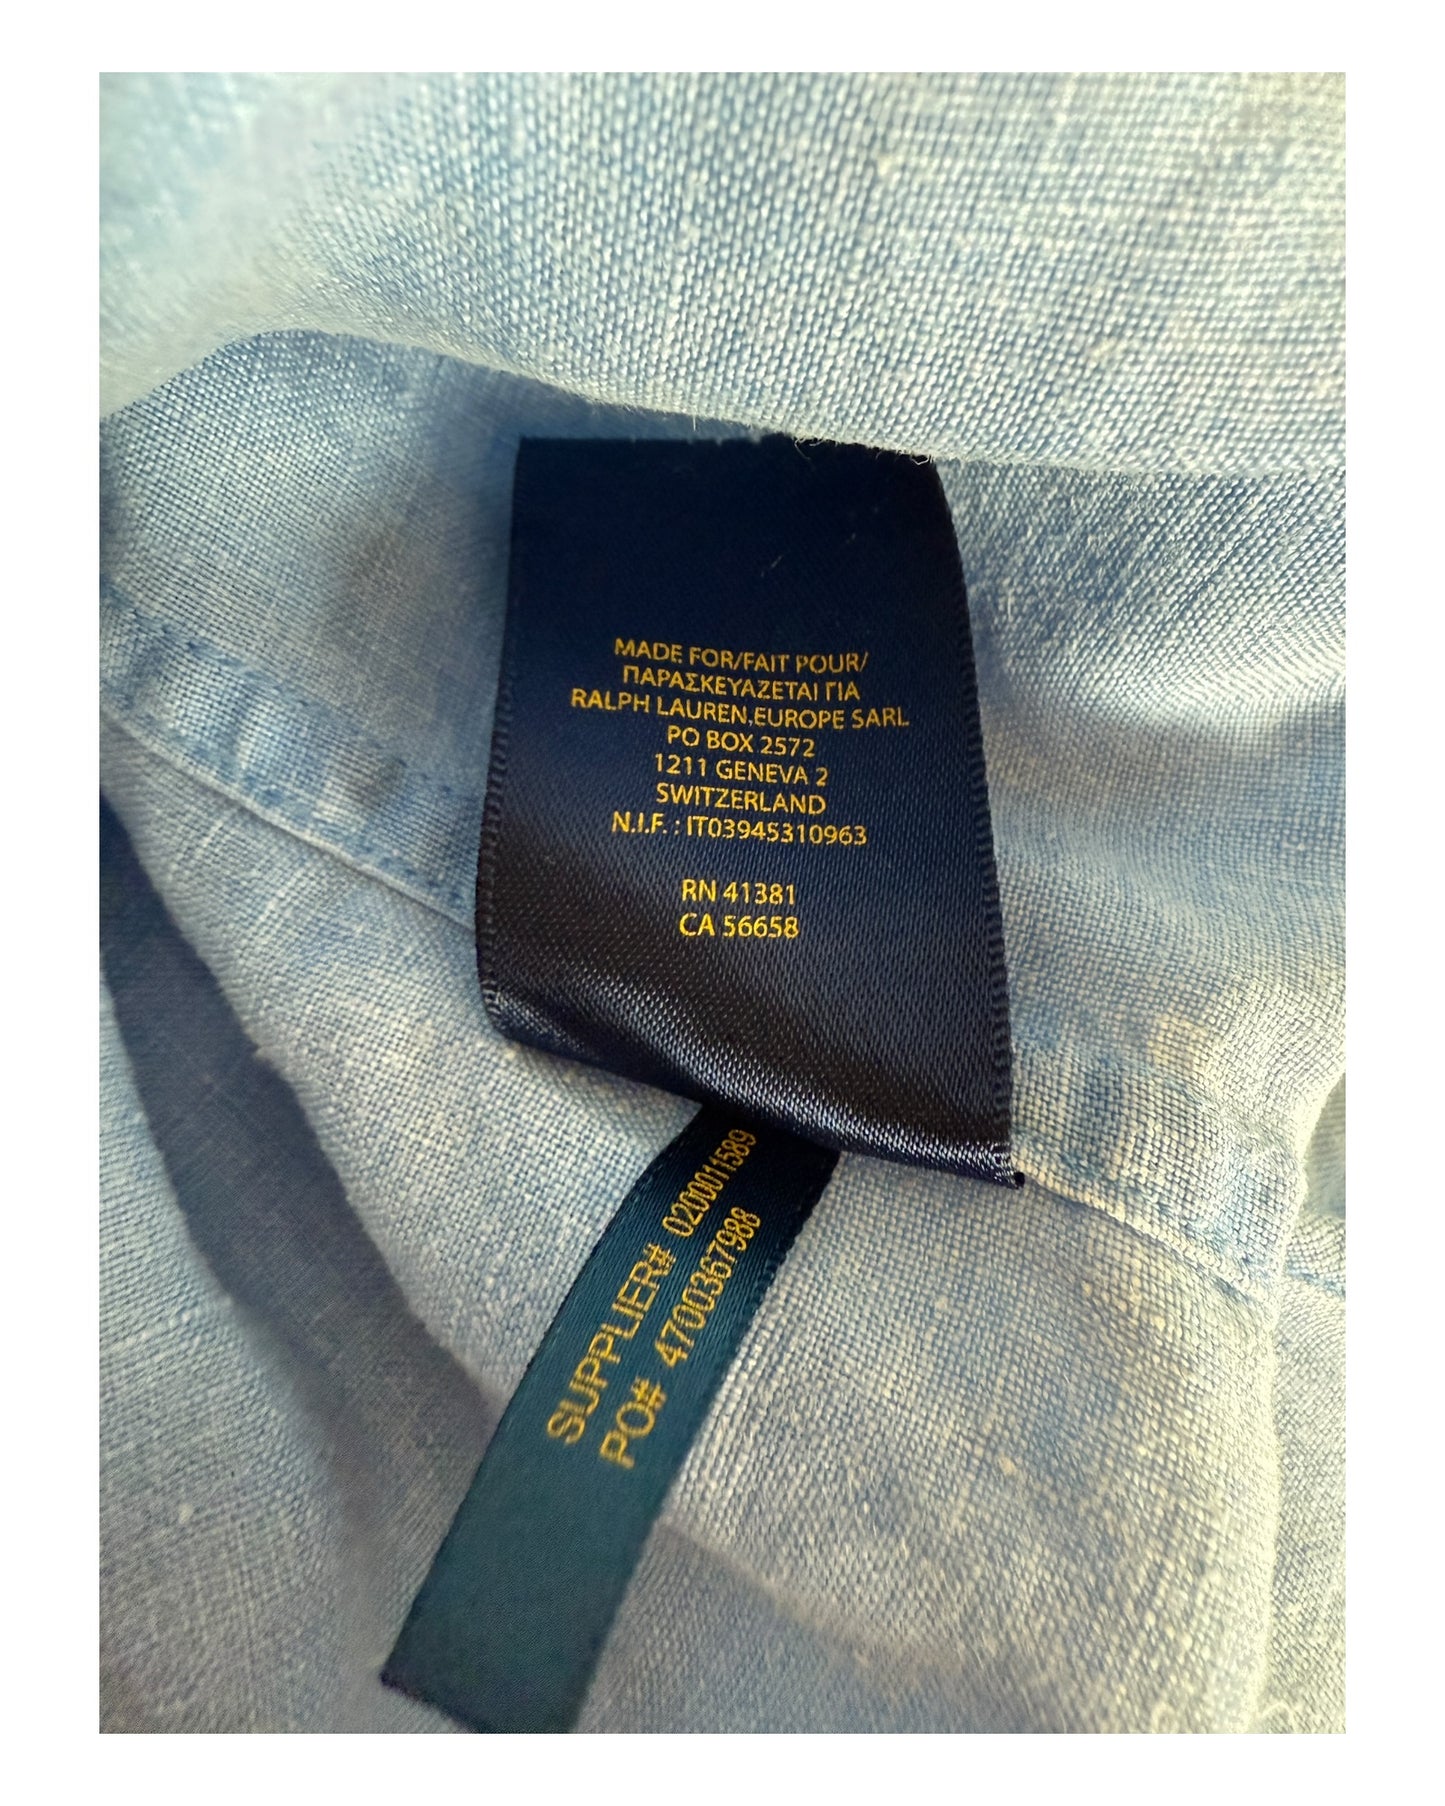 MADE FOR/FAIT POUR/
ΠΑΡΑΣΚΕΥΑΖΕΤΑΙ ΓΙΑ
RALPH LAUREN EUROPE SARL
PO BOX 2572
1211 GENEVA 2
SWITZERLAND
N.I.F. : IT03945310963
RN 41381
CA 56658
SUPPLIER# 0200011589
PO# 4700367988